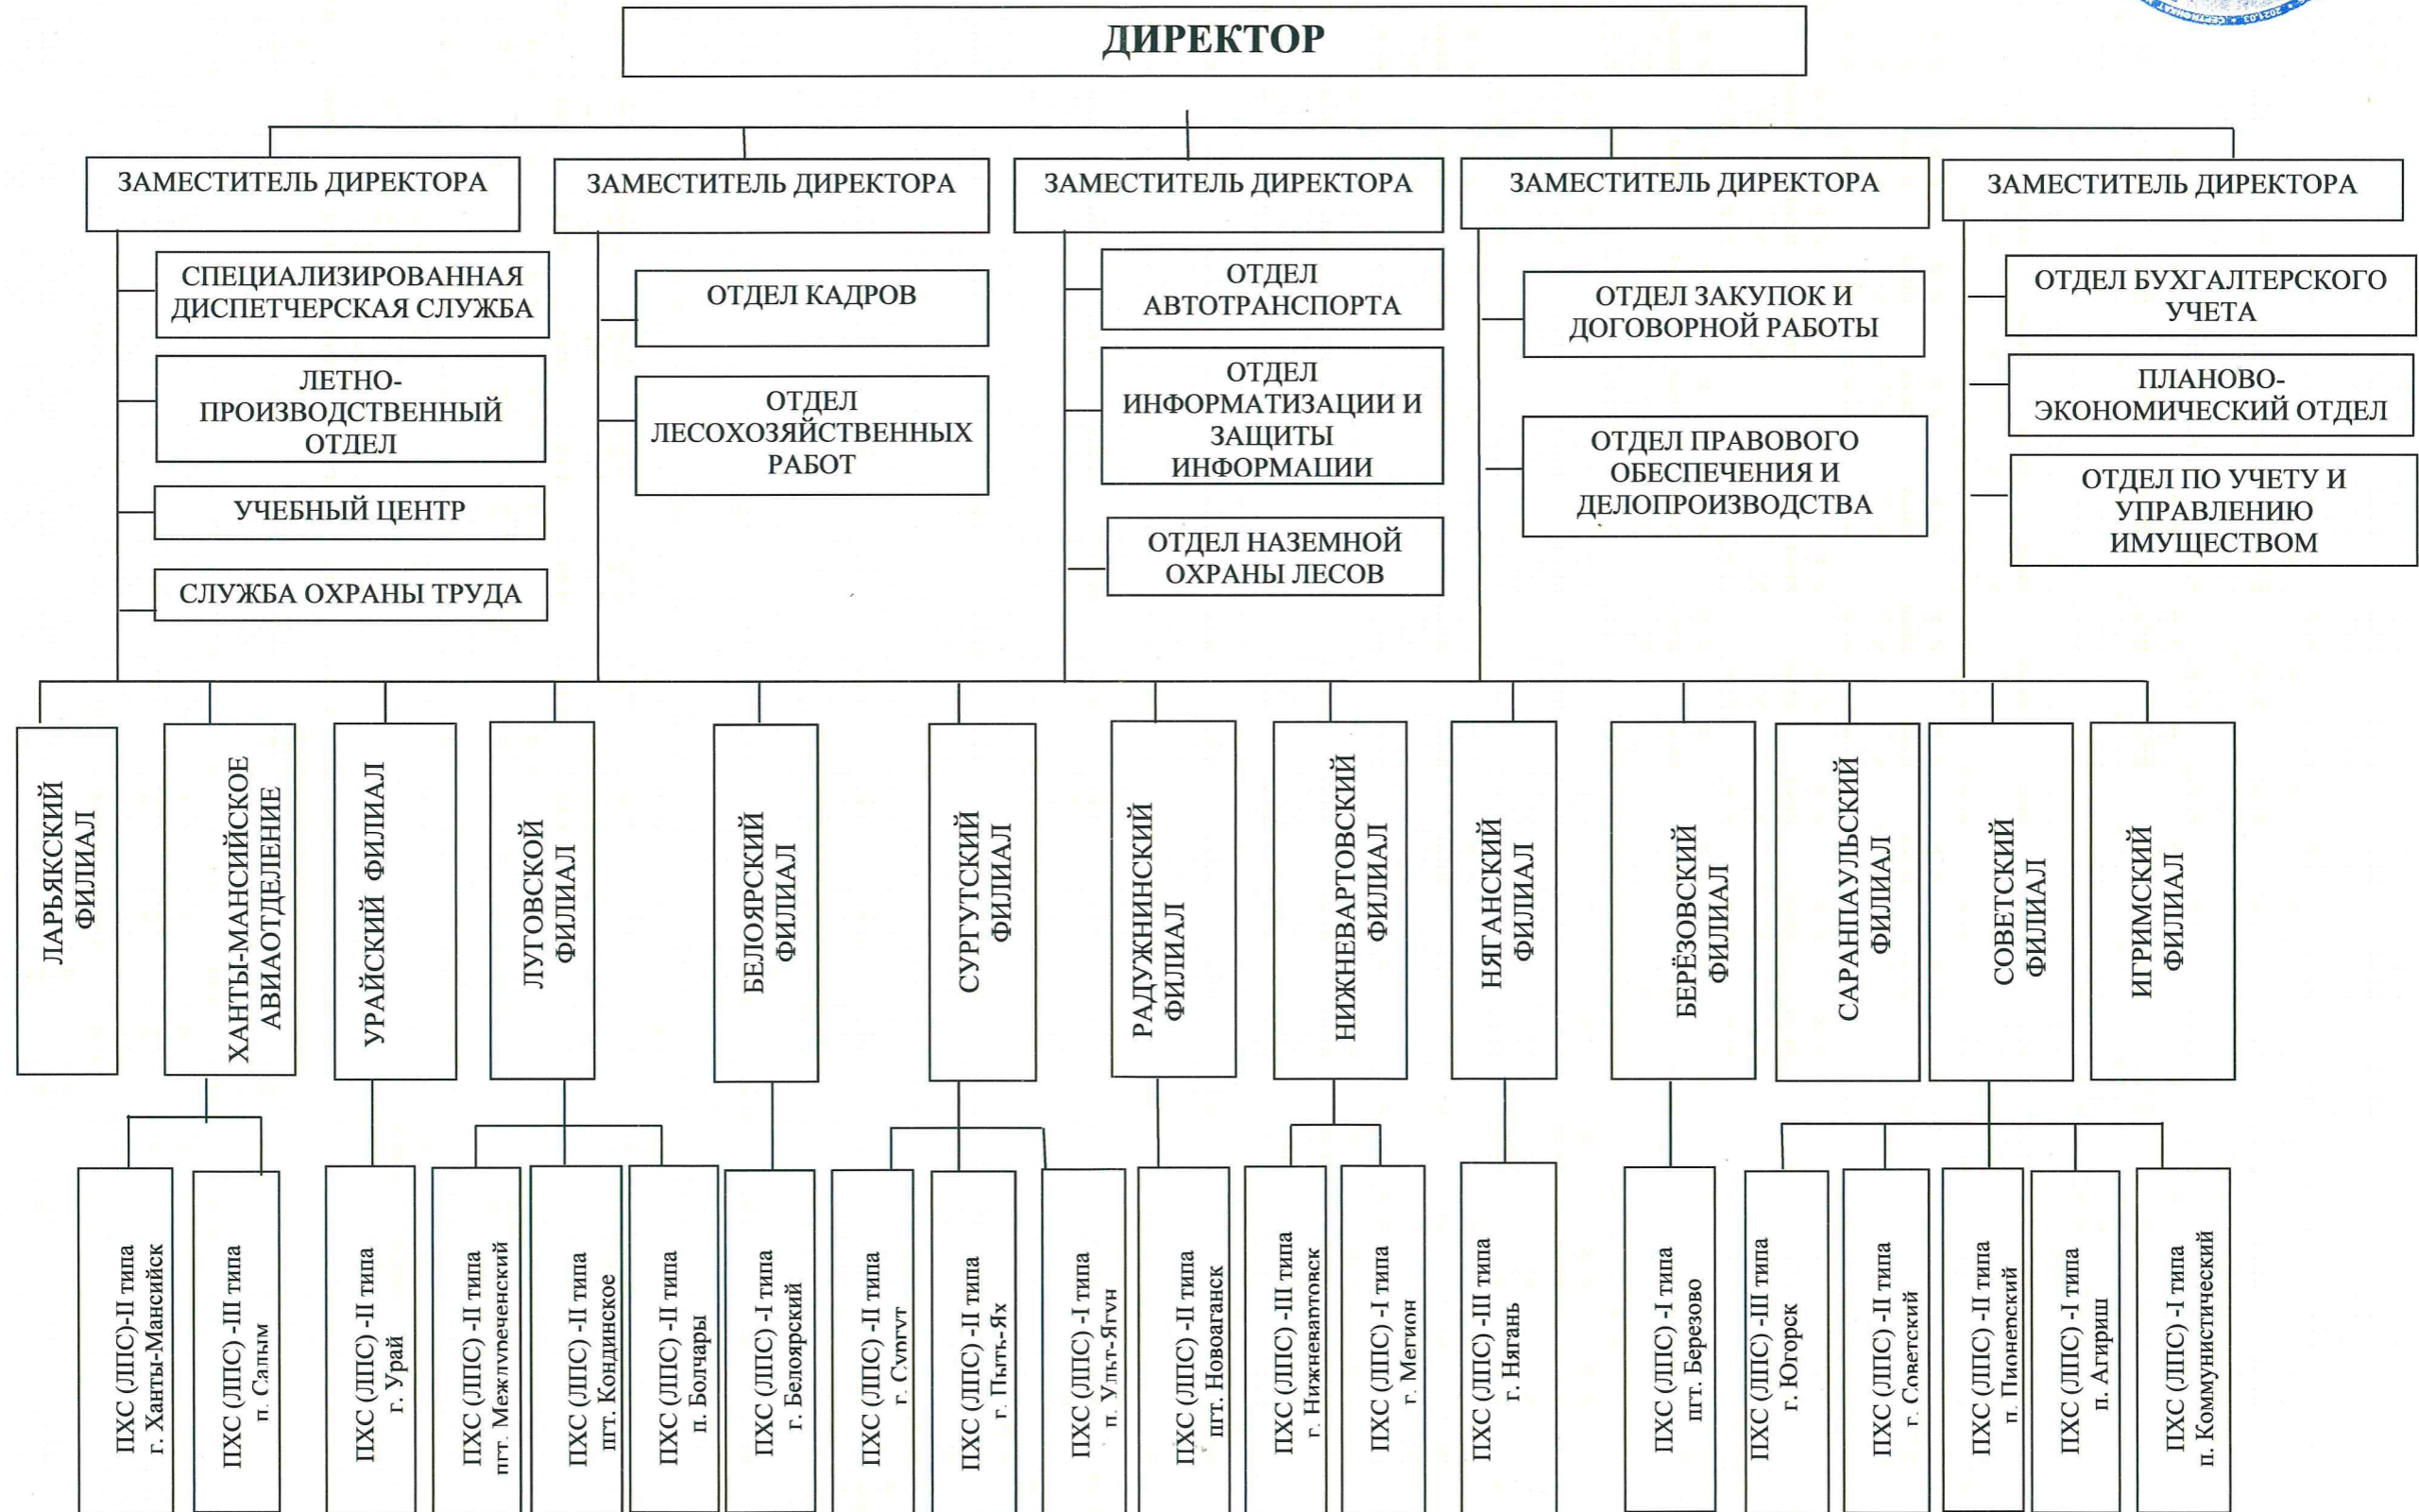 ДИРЕКТОР
ЗАМЕСТИТЕЛЬ ДИРЕКТОРА
СПЕЦИАЛИЗИРОВАННАЯ
ДИСПЕТЧЕРСКАЯ СЛУЖБА
ЛЕТНО-
ПРОИЗВОДСТВЕННЫЙ
ОТДЕЛ
УЧЕБНЫЙ ЦЕНТР
СЛУЖБА ОХРАНЫ ТРУДА
ЗАМЕСТИТЕЛЬ ДИРЕКТОРА
ОТДЕЛ КАДРОВ
ОТДЕЛ
ЛЕСОХОЗЯЙСТВЕННЫХ
РАБОТ
ЗАМЕСТИТЕЛЬ ДИРЕКТОРА
ОТДЕЛ
АВТОТРАНСПОРТА
ОТДЕЛ
ИНФОРМАТИЗАЦИИ И
ЗАЩИТЫ
ИНФОРМАЦИИ
ОТДЕЛ НАЗЕМНОЙ
ОХРАНЫ ЛЕСОВ
ЗАМЕСТИТЕЛЬ ДИРЕКТОРА
ОТДЕЛ ЗАКУПОК И
ДОГОВОРНОЙ РАБОТЫ
ОТДЕЛ ПРАВОВОГО
ОБЕСПЕЧЕНИЯ И
ДЕЛОПРОИЗВОДСТВА
ЗАМЕСТИТЕЛЬ ДИРЕКТОРА
ОТДЕЛ БУХГАЛТЕРСКОГО
УЧЕТА
ПЛАНОВО-
ЭКОНОМИЧЕСКИЙ ОТДЕЛ
ОТДЕЛ ПО УЧЕТУ И
УПРАВЛЕНИЮ
ИМУЩЕСТВОМ
ЛАРЬЯКСКИЙ
ФИЛИАЛ
ХАНТЫ-МАНСИЙСКОЕ
АВИАОТДЕЛЕНИЕ
УРАЙСКИЙ ФИЛИАЛ
ЛУГОВСКОЙ
ФИЛИАЛ
БЕЛОЯРСКИЙ
ФИЛИАЛ
СУРГУТСКИЙ
ФИЛИАЛ
РАДУЖНИНСКИЙ
ФИЛИАЛ
НИЖНЕВАРТОВСКИЙ
ФИЛИАЛ
НЯГАНСКИЙ
ФИЛИАЛ
БЕРЁЗОВСКИЙ
ФИЛИАЛ
САРАНПАУЛЬСКИЙ
ФИЛИАЛ
СОВЕТСКИЙ
ФИЛИАЛ
ИГРИМСКИЙ
ФИЛИАЛ
ПХС (ЛПС)-II типа
г. Ханты-Мансийск
ПХС (ЛПС) -III типа
п. Салым
ПХС (ЛПС) -II типа
г. Урай
ПХС (ЛПС) -II типа
пгт. Междуреченский
ПХС (ЛПС) -II типа
пгт. Кондинское
ПХС (ЛПС) -II типа
п. Болчары
ПХС (ЛПС) -I типа
г. Белоярский
ПХС (ЛПС) -II типа
г. Сургут
ПХС (ЛПС) -II типа
г. Пыть-Ях
ПХС (ЛПС) -I типа
п. Ульт-Ягун
ПХС (ЛПС) -II типа
пгт. Новоаганск
ПХС (ЛПС) -III типа
г. Нижневартовск
ПХС (ЛПС) -I типа
г. Мегион
ПХС (ЛПС) -III типа
г. Нягань
ПХС (ЛПС) -I типа
пгт. Березово
ПХС (ЛПС) -III типа
г. Югорск
ПХС (ЛПС) -II типа
г. Советский
ПХС (ЛПС) -II типа
п. Пионерский
ПХС (ЛПС) -I типа
п. Агириш
ПХС (ЛПС) -I типа
п. Коммунистический